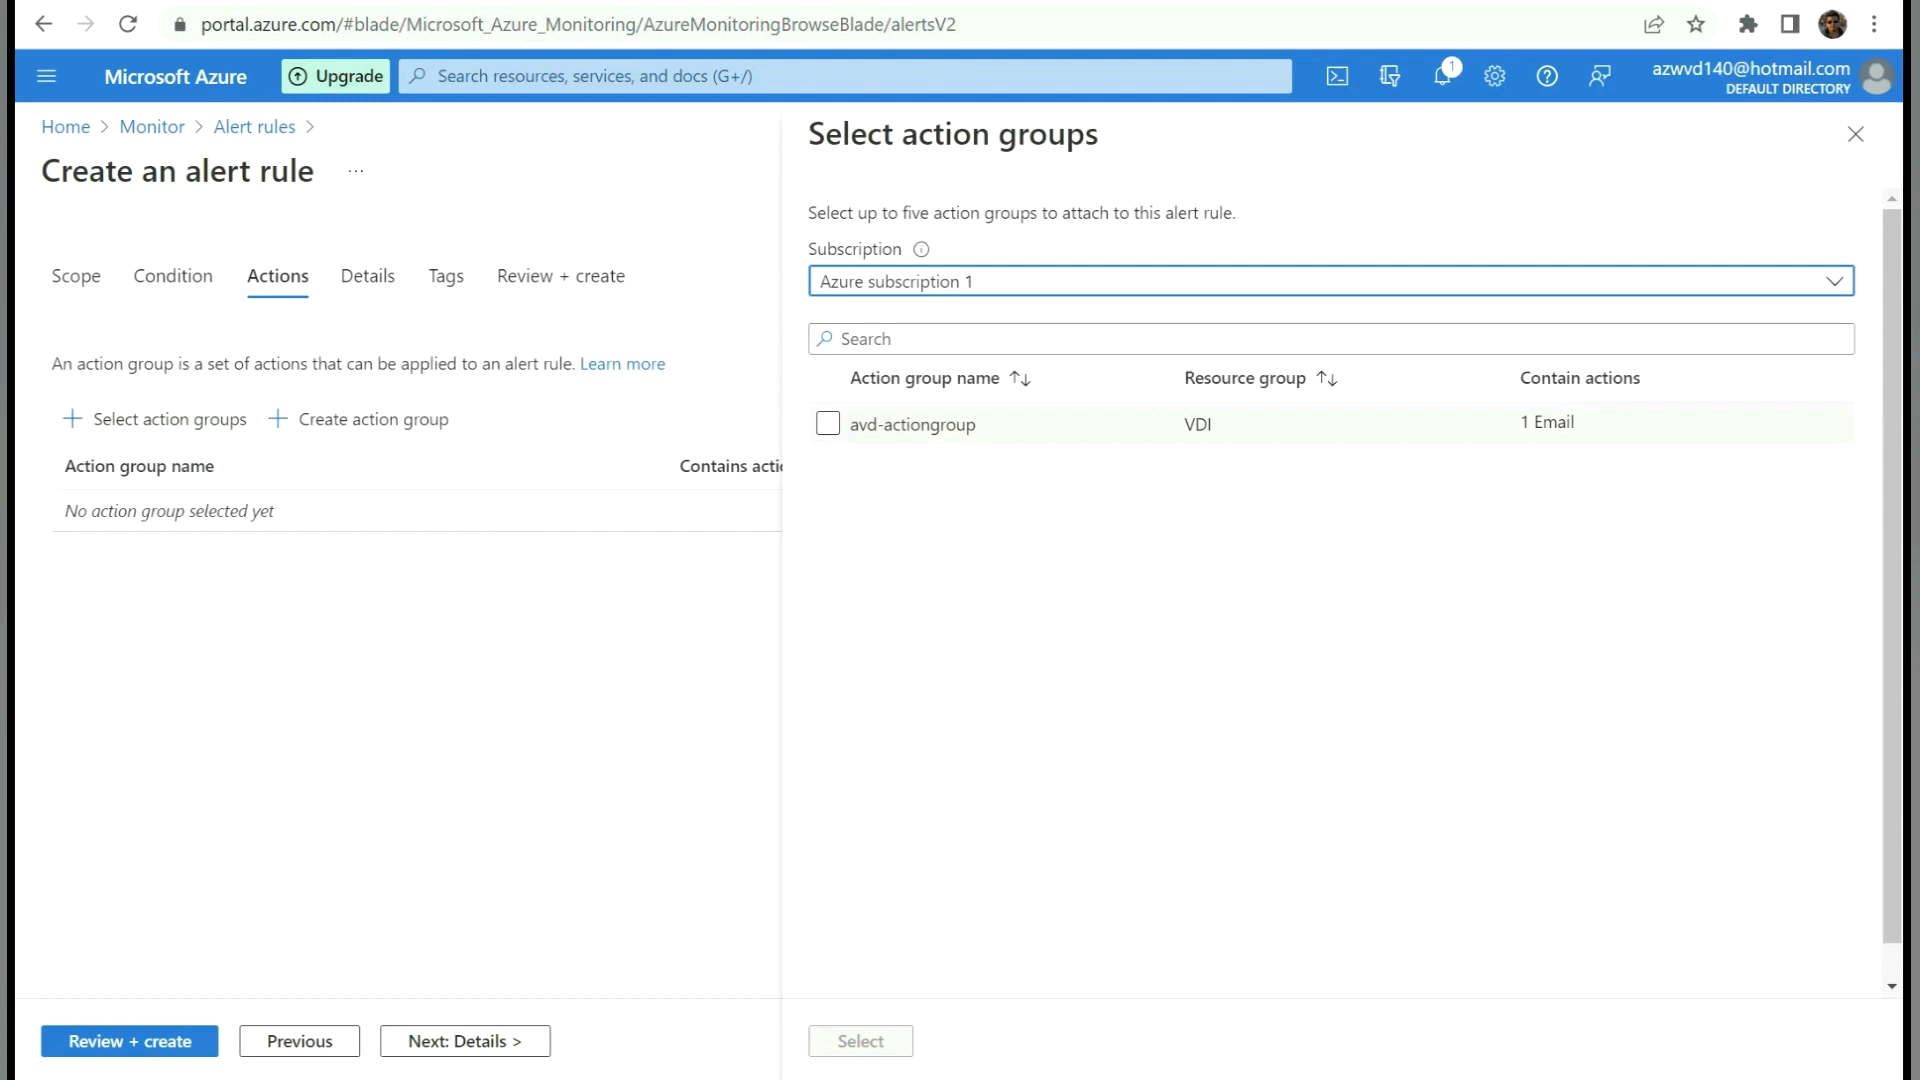 portal.azure.com/#blade/Microsoft_Azure_Monitoring/AzureMonitoringBrowseBlade/alertsV2
Microsoft Azure
Upgrade
Search resources, services, and docs (G+/)
1
azwvd140@hotmail.com
DEFAULT DIRECTORY
Home > Monitor > Alert rules >
Create an alert rule ...
Scope Condition Actions Details Tags Review + create
An action group is a set of actions that can be applied to an alert rule. Learn more
+ Select action groups + Create action group
Action group name Contains actio
No action group selected yet
Review + create Previous Next: Details >
Select action groups
Select up to five action groups to attach to this alert rule.
Subscription
Azure subscription 1
Search
Action group name ↑↓ Resource group ↑↓ Contain actions
avd-actiongroup VDI 1 Email
Select